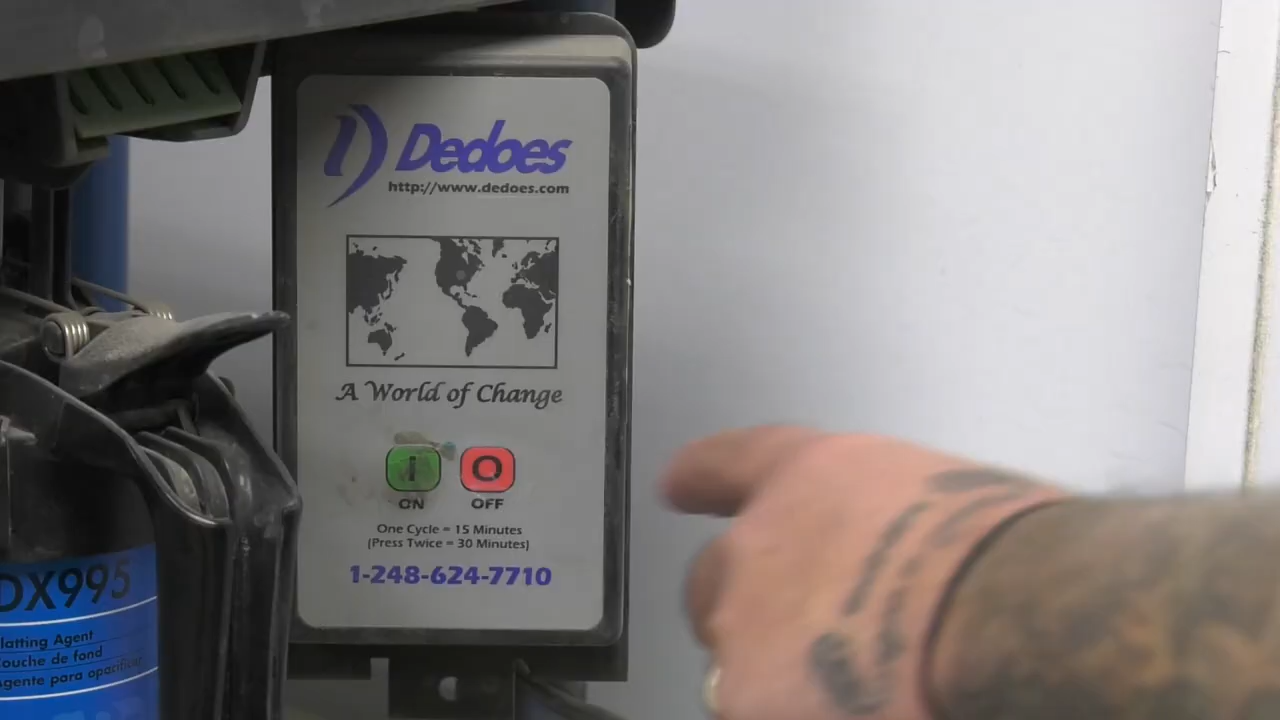 Dedoes
http://www.dedoes.com
A World of Change
I O
ON OFF
One Cycle = 15 Minutes
(Press Twice = 30 Minutes)
1-248-624-7710
DX995
latting Agent
ouche de fond
gente para opacificar